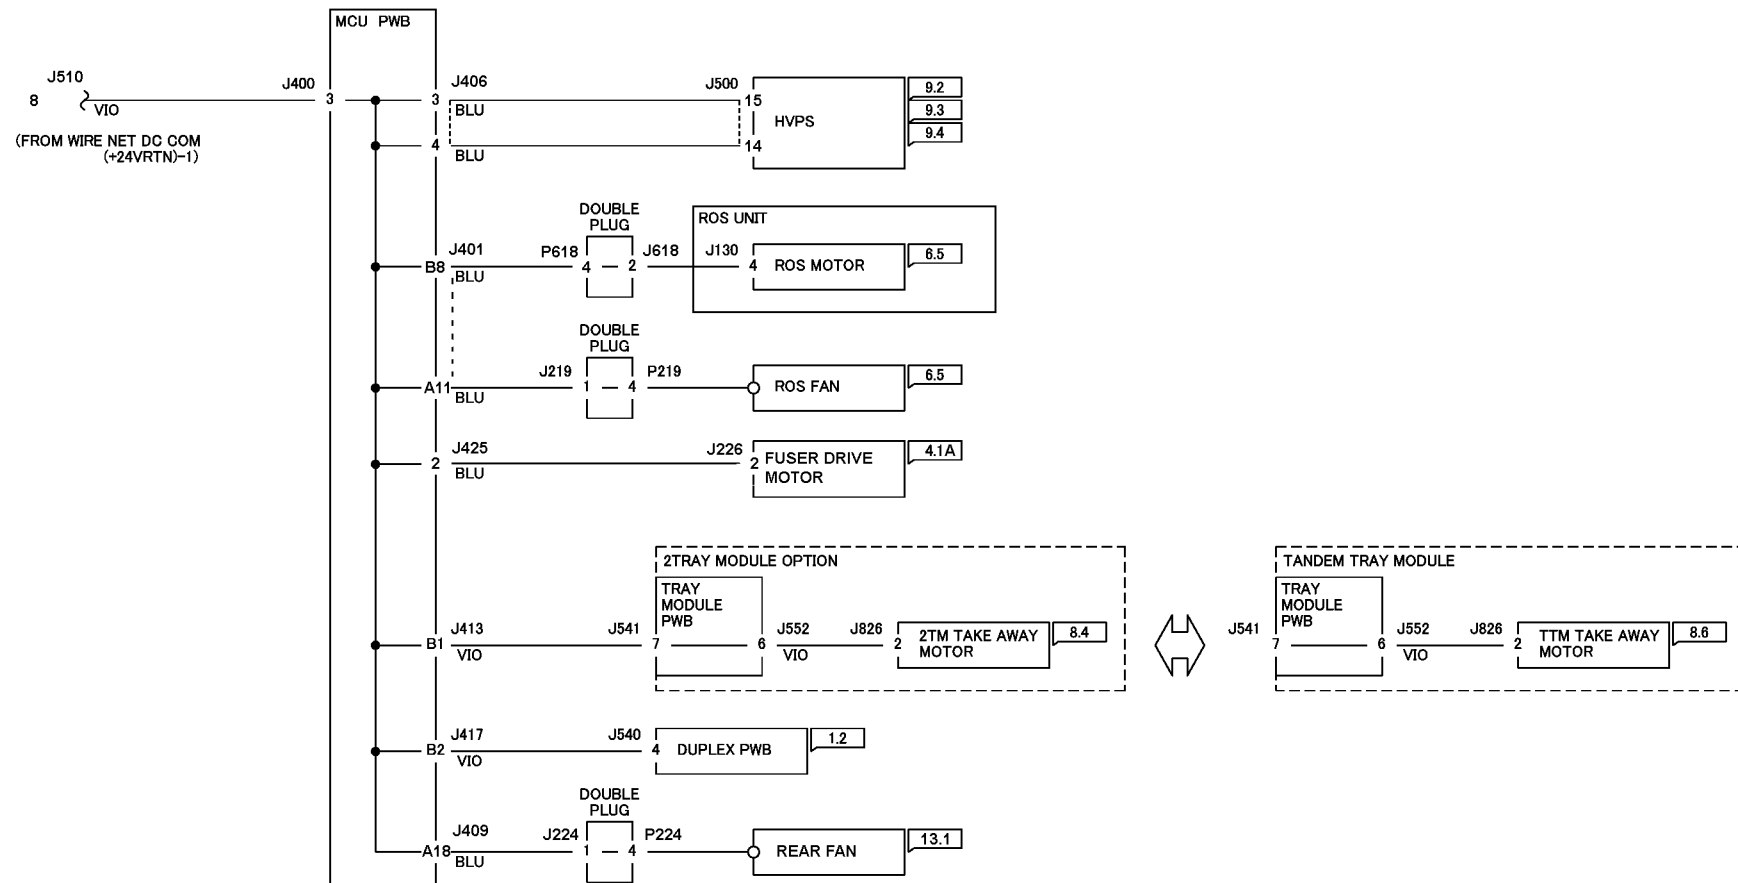 MCU PWB
J510
8
VIO
(FROM WIRE NET DC COM
(+24VRTN)-1)
J400
3
3
J406
BLU
4
BLU
J500
15
14
HVPS
9.2
9.3
9.4
B8
J401
BLU
DOUBLE
PLUG
P618
4
2
J618
ROS UNIT
J130
4
ROS MOTOR
6.5
A11
BLU
DOUBLE
PLUG
J219
1
4
P219
ROS FAN
6.5
2
J425
BLU
J226
2
FUSER DRIVE
MOTOR
4.1A
B1
J413
VIO
2TRAY MODULE OPTION
TRAY
MODULE
PWB
J541
7
6
J552
VIO
J826
2
2TM TAKE AWAY
MOTOR
8.4
TANDEM TRAY MODULE
TRAY
MODULE
PWB
J541
7
6
J552
VIO
J826
2
TTM TAKE AWAY
MOTOR
8.6
B2
J417
VIO
J540
4
DUPLEX PWB
1.2
A18
J409
BLU
DOUBLE
PLUG
J224
1
4
P224
REAR FAN
13.1